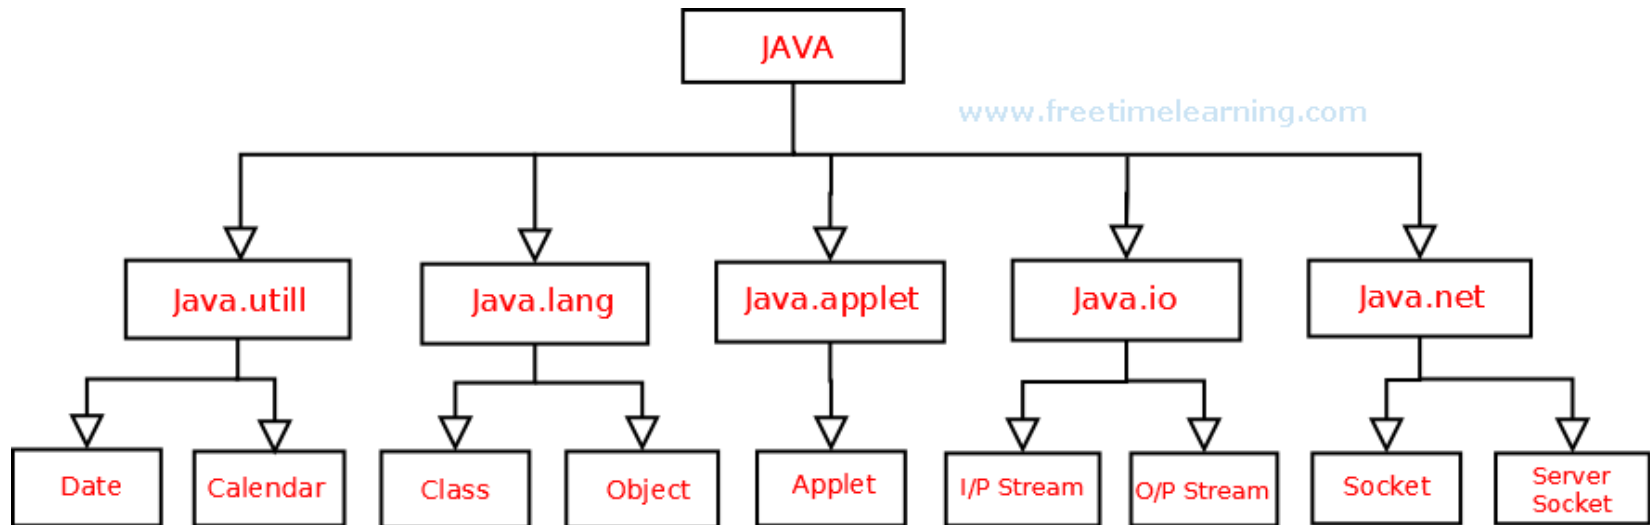 JAVA
www.freetimelearning.com
Java.utill
Java.lang
Java.applet
Java.io
Java.net
Date
Calendar
Class
Object
Applet
I/P Stream
O/P Stream
Socket
Server
Socket